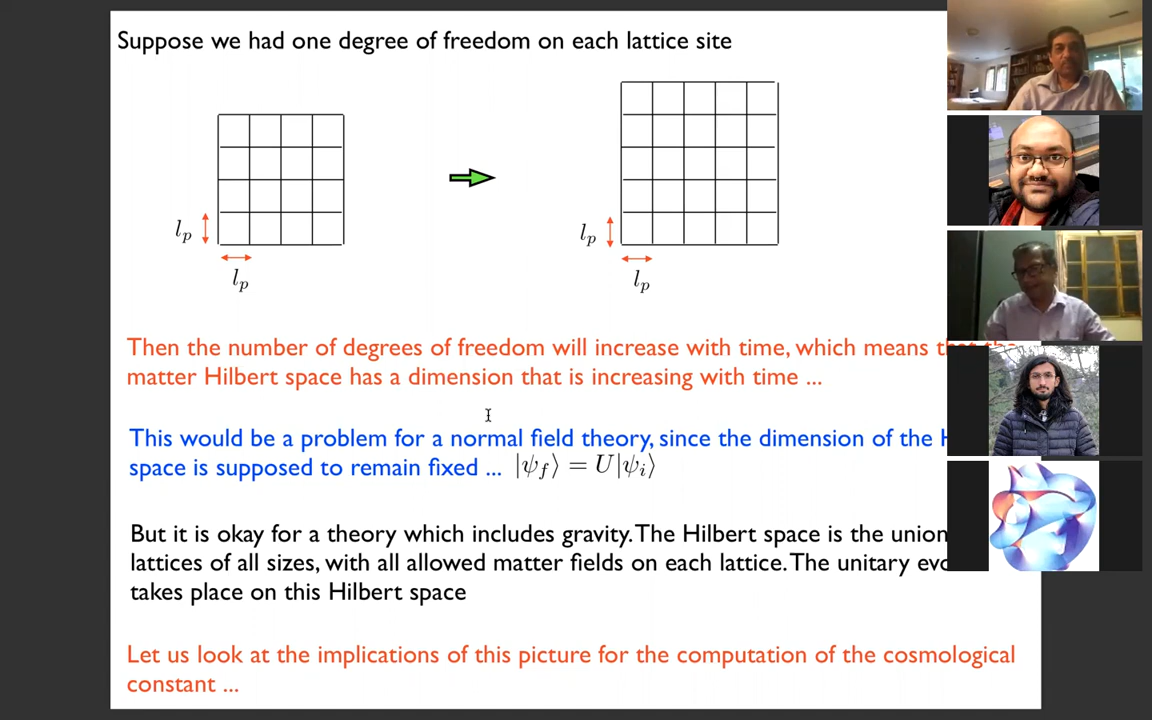 Suppose we had one degree of freedom on each lattice site
l_p
l_p
l_p
l_p
Then the number of degrees of freedom will increase with time, which means
matter Hilbert space has a dimension that is increasing with time ...
This would be a problem for a normal field theory, since the dimension of the
space is supposed to remain fixed ... |ψ_f⟩ = U|ψ_i⟩
But it is okay for a theory which includes gravity. The Hilbert space is the union
lattices of all sizes, with all allowed matter fields on each lattice. The unitary
takes place on this Hilbert space
Let us look at the implications of this picture for the computation of the cosmological
constant ...